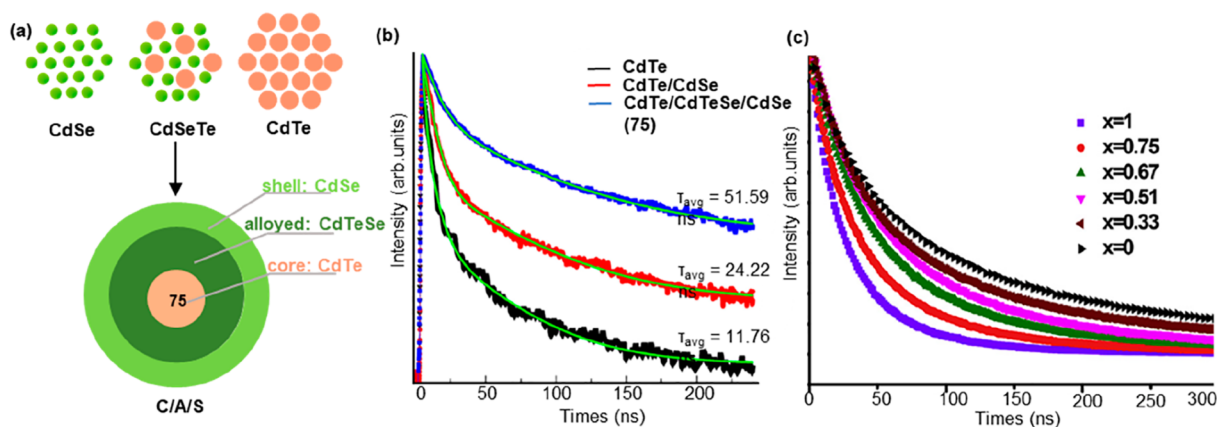 (a)
CdSe
CdSeTe
CdTe
shell: CdSe
alloyed: CdTeSe
core: CdTe
75
C/A/S
(b)
CdTe
CdTe/CdSe
CdTe/CdTeSe/CdSe
(75)
τavg = 51.59
ns
τavg = 24.22
ns
τavg = 11.76
Intensity (arb.units)
0
50
100
150
200
Times (ns)
(c)
x=1
x=0.75
x=0.67
x=0.51
x=0.33
x=0
Intensity (arb.units)
0
50
100
150
200
250
300
Times (ns)